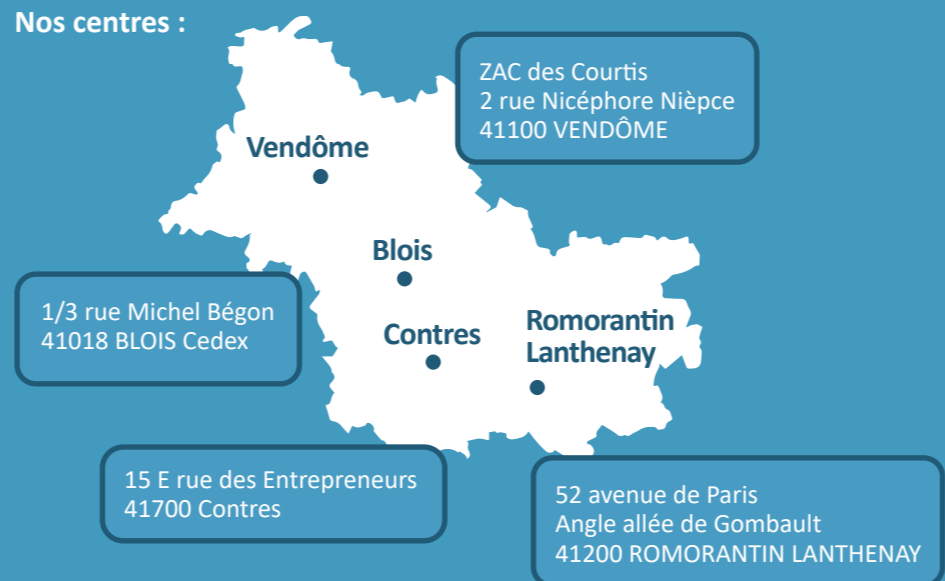 Nos centres :
ZAC des Courtis
2 rue Nicéphore Nièpce
41100 VENDÔME
Vendôme
Blois
1/3 rue Michel Bégon
41018 BLOIS Cedex
Contres
Romorantin
Lanthenay
15 E rue des Entrepreneurs
41700 Contres
52 avenue de Paris
Angle allée de Gombault
41200 ROMORANTIN LANTHENAY